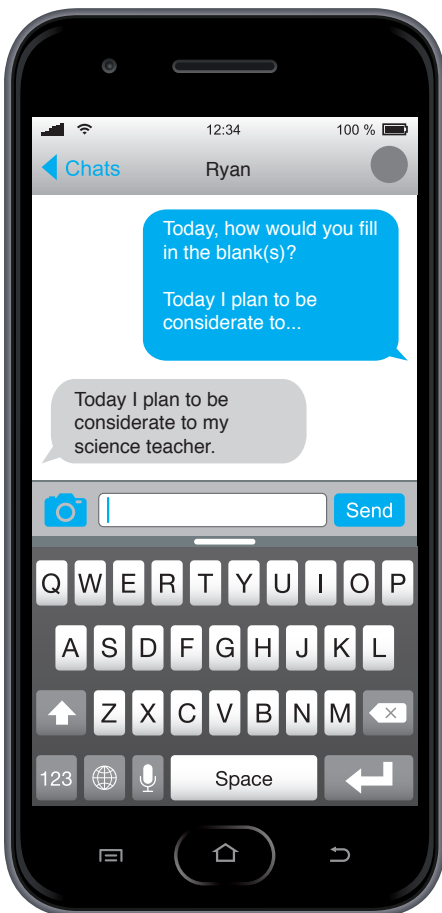 12:34
100 %
Chats
Ryan
Today, how would you fill
in the blank(s)?
Today I plan to be
considerate to...
Today I plan to be
considerate to my
science teacher.
Send
Q W E R T Y U I O P
A S D F G H J K L
Z X C V B N M
123
Space